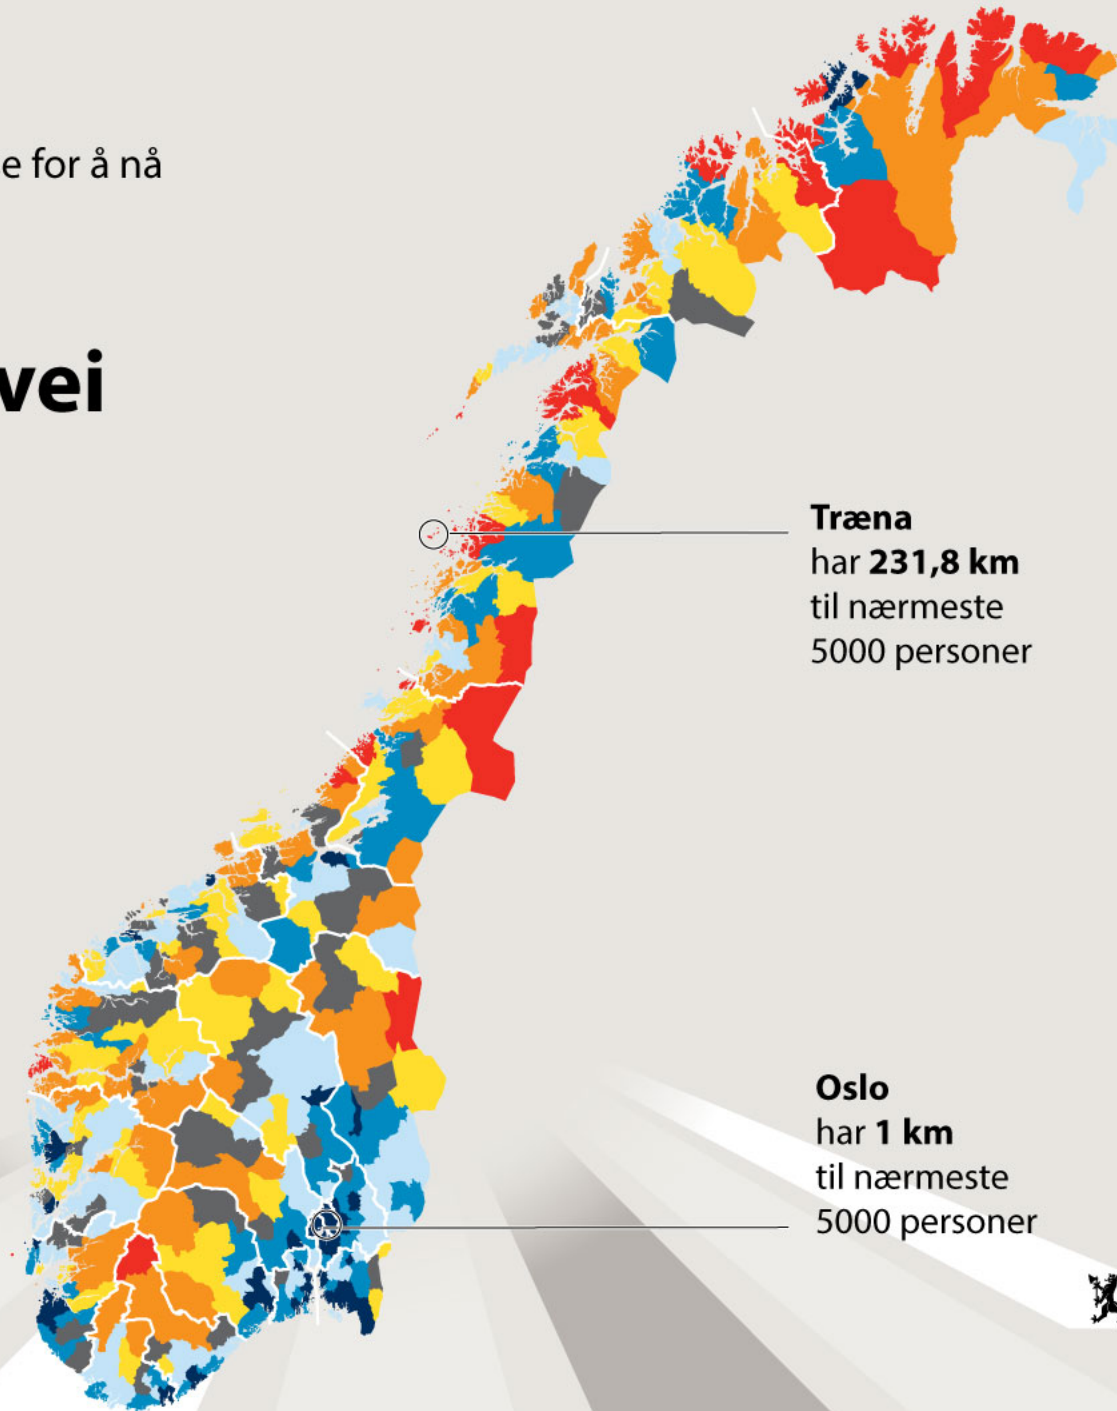 e for å nå
vei
Træna
har 231,8 km
til nærmeste
5000 personer
Oslo
har 1 km
til nærmeste
5000 personer